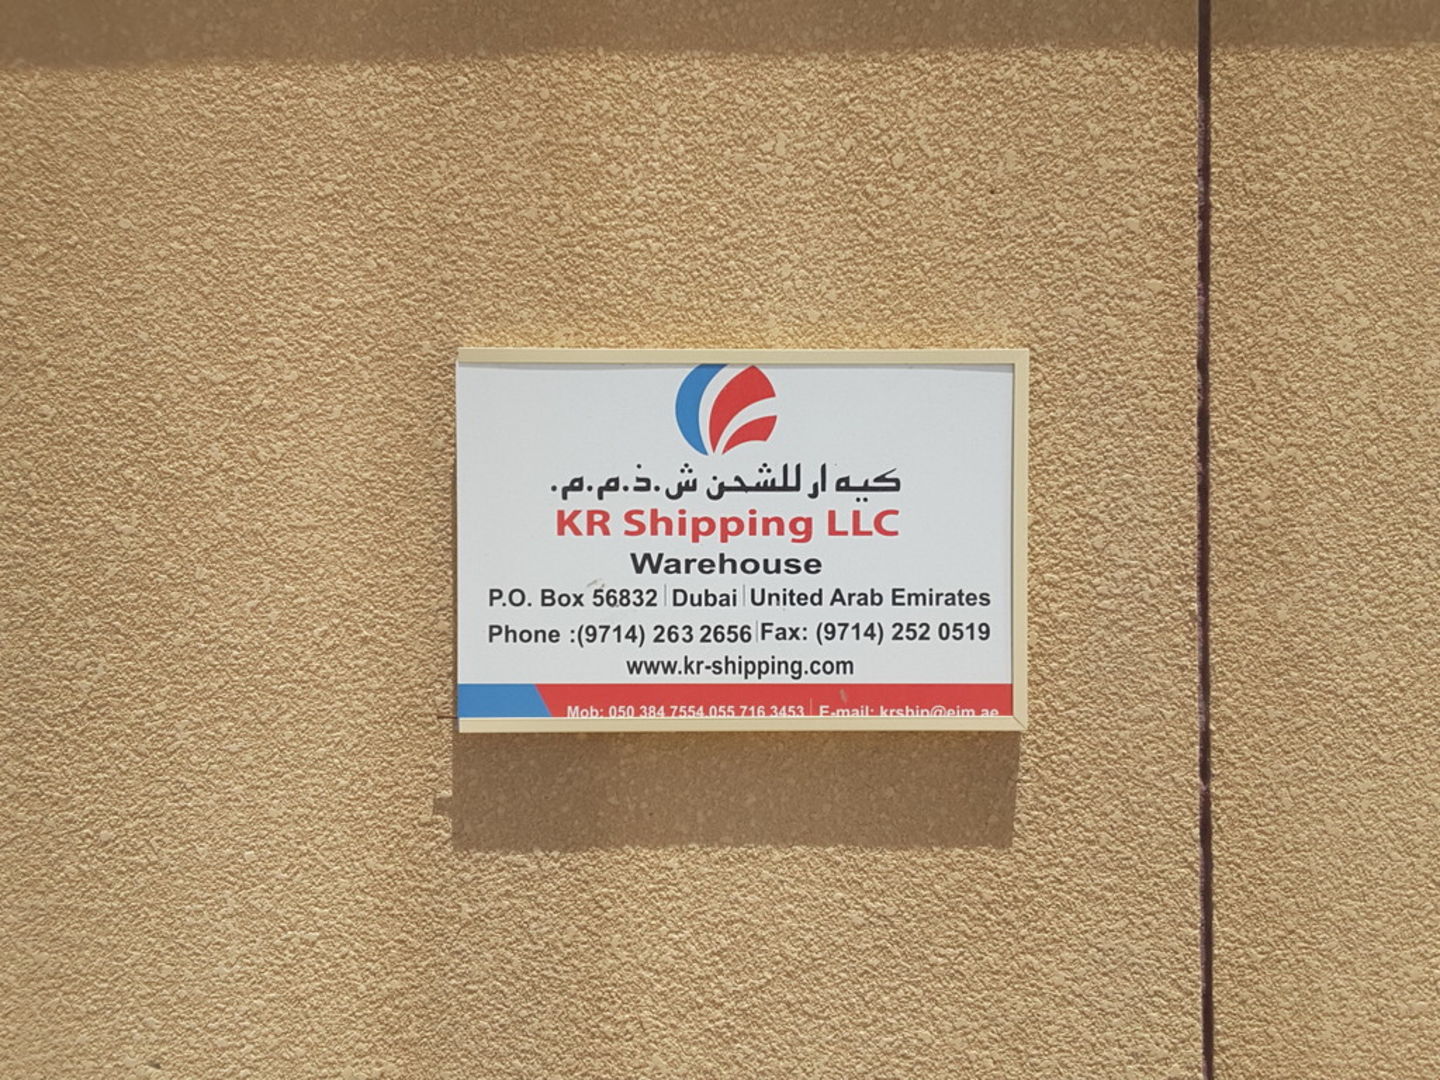 كيه ار للشحن ش.ذ.م.م.
KR Shipping LLC
Warehouse
P.O. Box 56832 | Dubai | United Arab Emirates
Phone :(9714) 263 2656 | Fax: (9714) 252 0519
www.kr-shipping.com
Mob: 050 384 7554,055 716 3453 | E-mail: krship@eim.ae